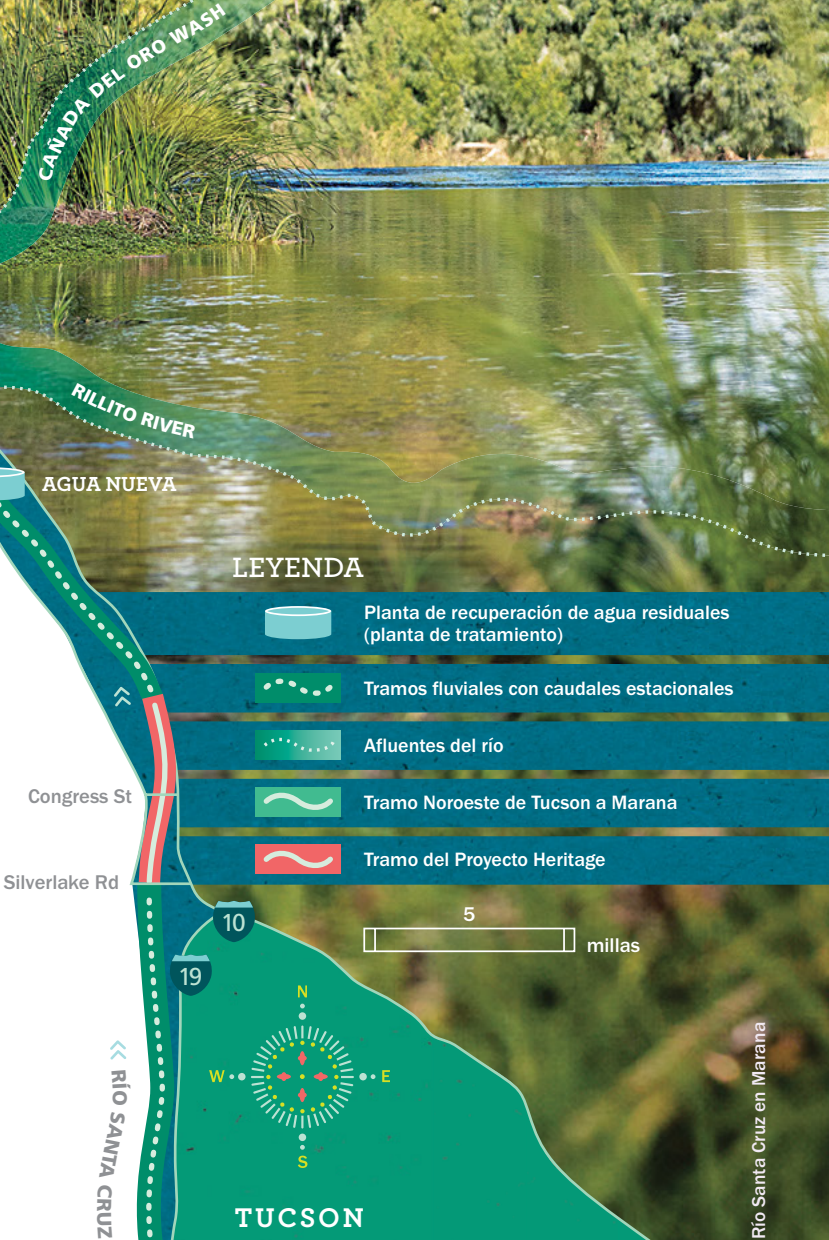 CAÑADA DEL ORO WASH
RILLITO RIVER
AGUA NUEVA
LEYENDA
Planta de recuperación de agua residuales
(planta de tratamiento)
Tramos fluviales con caudales estacionales
Afluentes del río
Congress St
Tramo Noroeste de Tucson a Marana
Tramo del Proyecto Heritage
Silverlake Rd
10
5
millas
19
N
W
E
S
RÍO SANTA CRUZ
Río Santa Cruz en Marana
TUCSON